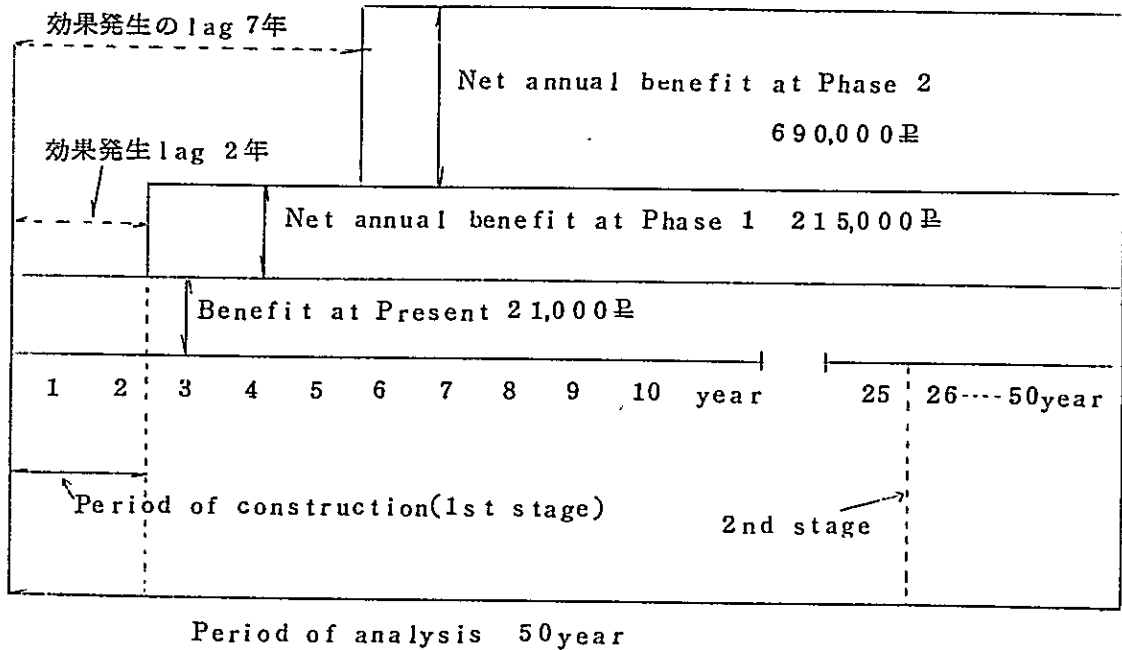 効果発生のlag 7年
Net annual benefit at Phase 2
690,000₽
効果発生lag 2年
Net annual benefit at Phase 1 215,000₽
Benefit at Present 21,000₽
1 2 3 4 5 6 7 8 9 10 year 25 26----50year
Period of construction(1st stage)
2nd stage
Period of analysis 50year